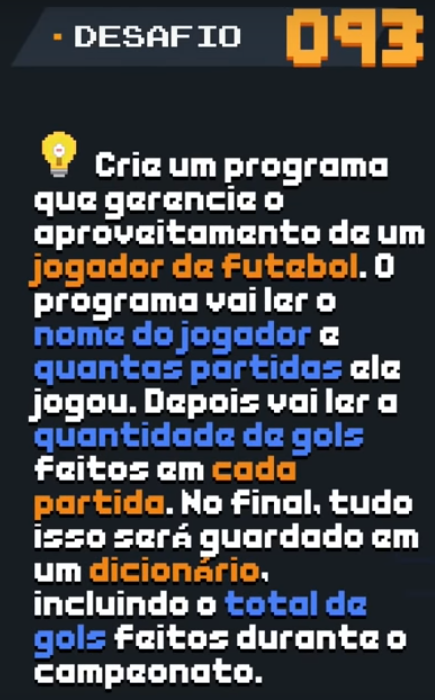 DESAFIO 093
Crie um programa
que gerencie o
aproveitamento de um
jogador de futebol. O
programa vai ler o
nome do jogador e
quantas partidas ele
jogou. Depois vai ler a
quantidade de gols
feitos em cada
partida. No final, tudo
isso será guardado em
um dicionário,
incluindo o total de
gols feitos durante o
campeonato.